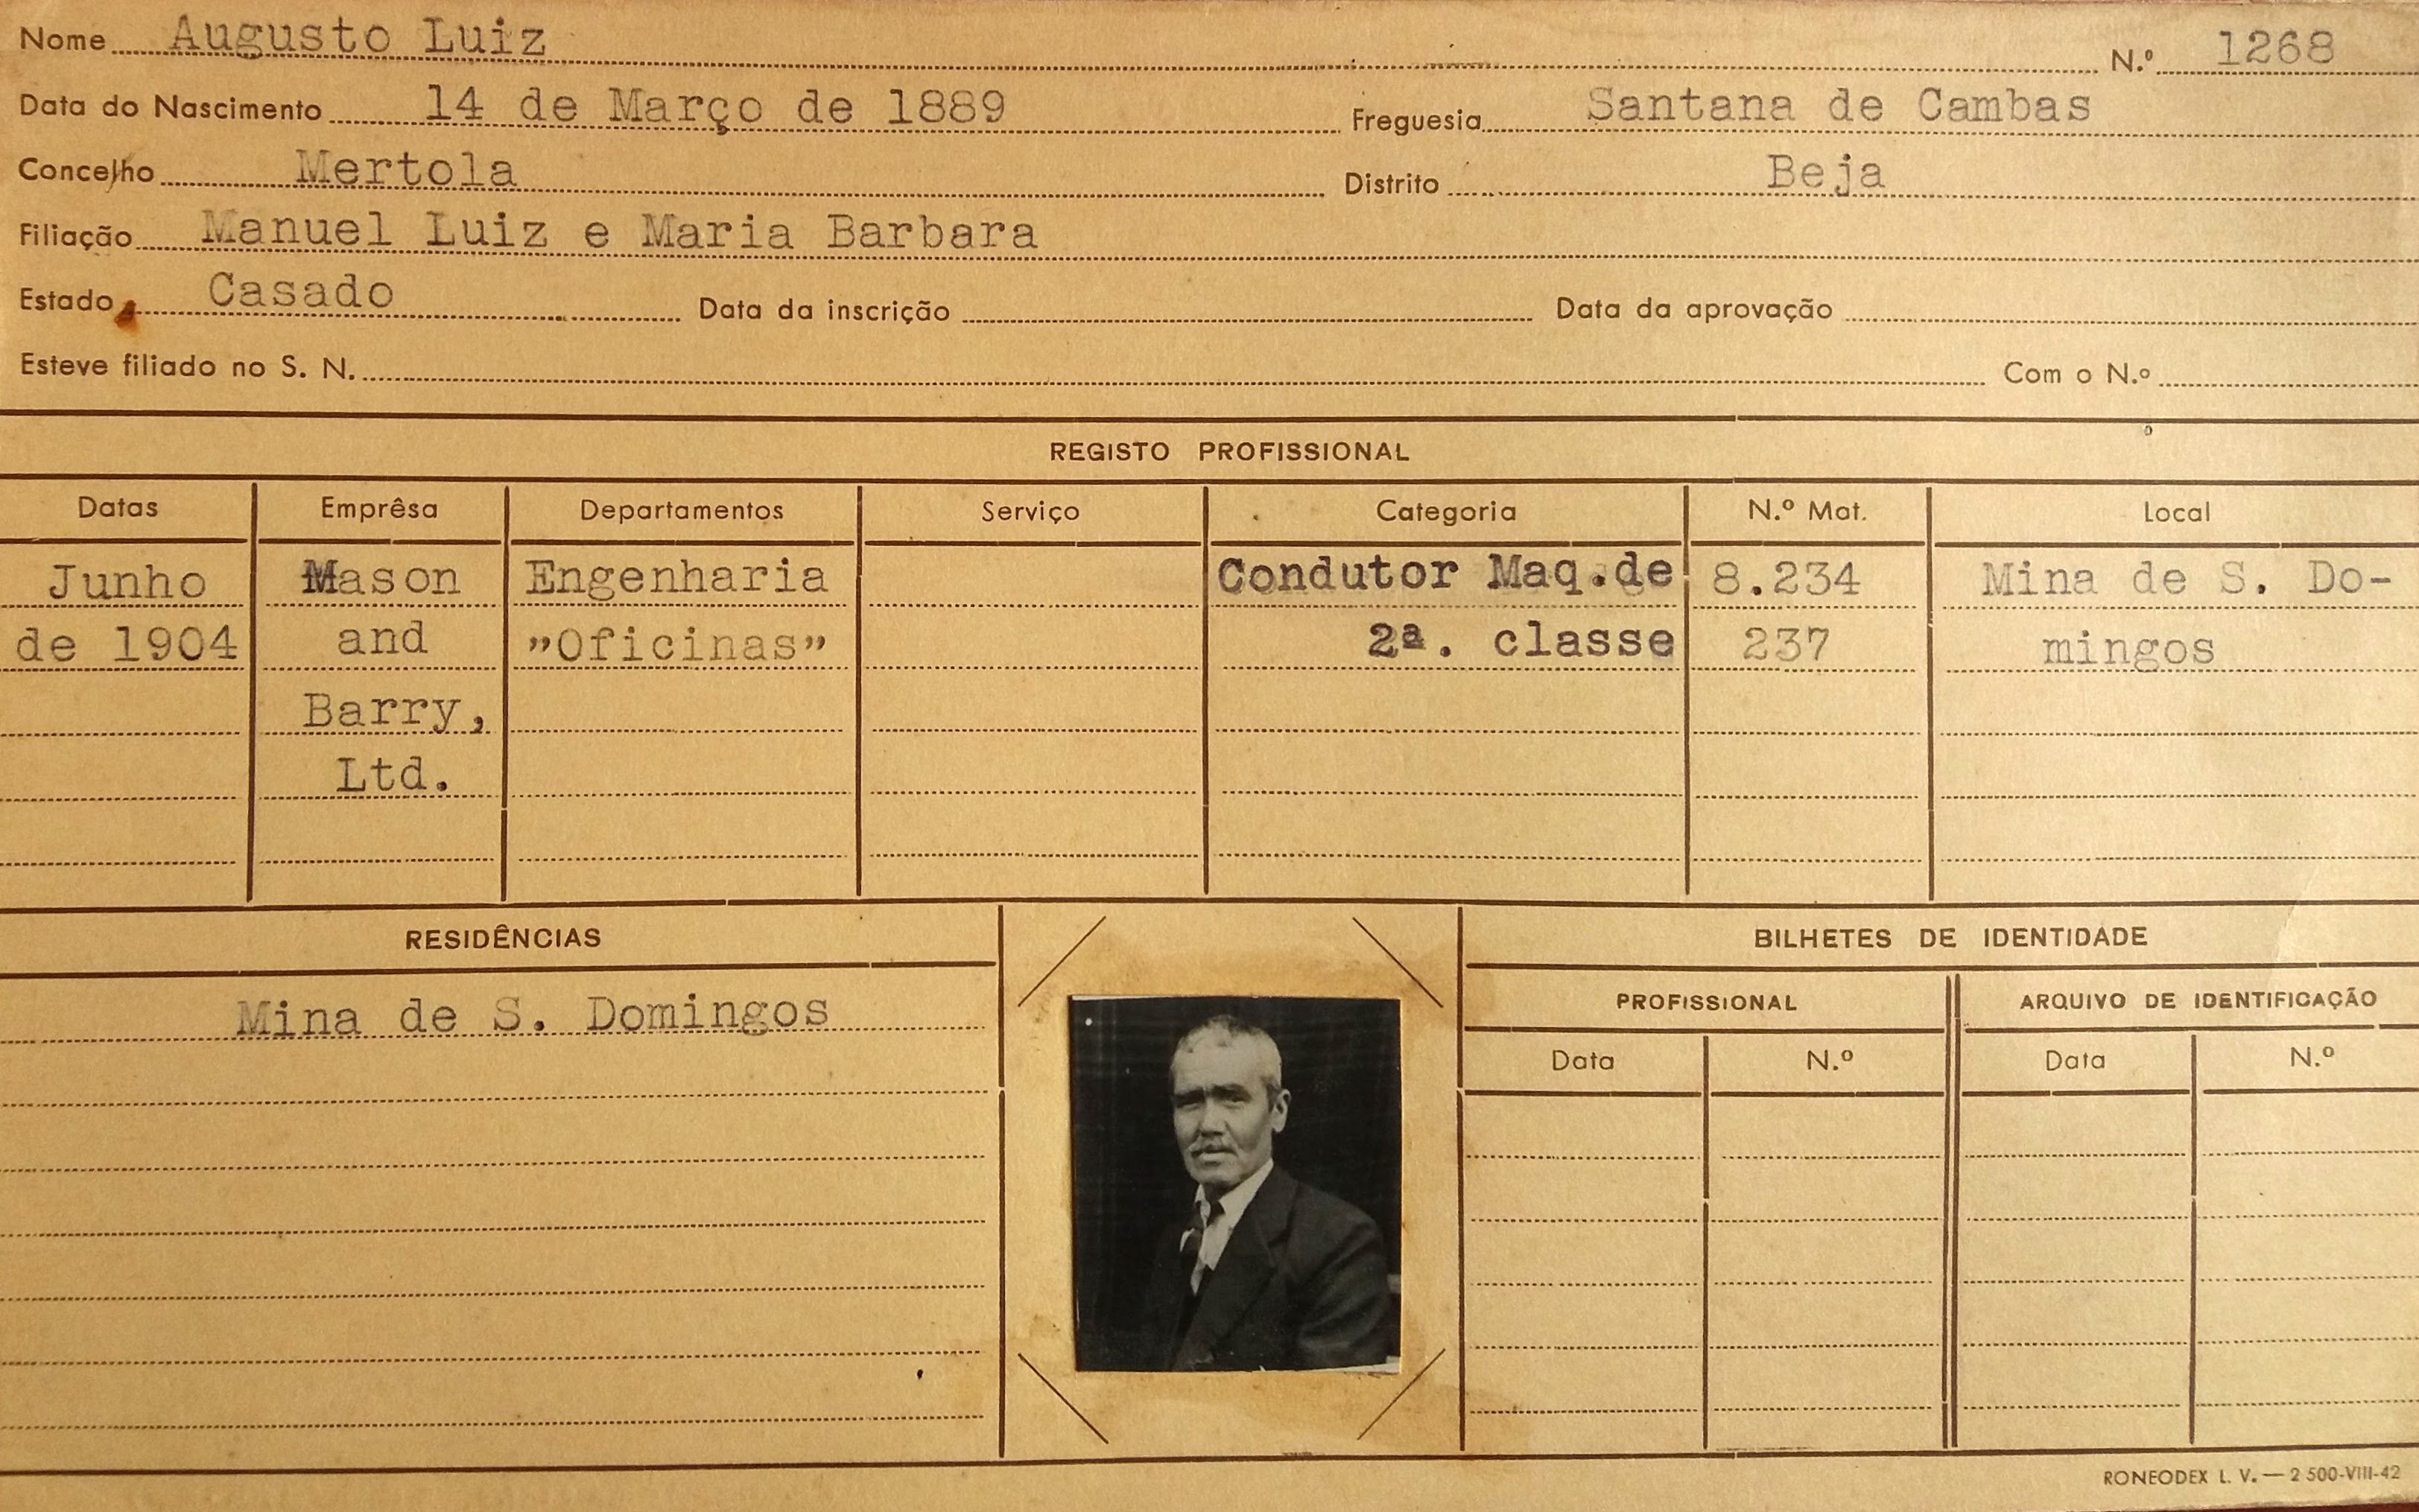 Nome Augusto Luiz N.º 1268
Data do Nascimento 14 de Março de 1889 Freguesia Santana de Cambas
Concelho Mertola Distrito Beja
Filiação Manuel Luiz e Maria Barbara
Estado Casado Data da inscrição Data da aprovação
Esteve filiado no S. N. Com o N.º
REGISTO PROFISSIONAL
Datas Emprêsa Departamentos Serviço Categoria N.º Mat. Local
Junho Mason Engenharia Condutor Maq.de 8.234 Mina de S. Do-
de 1904 and "Oficinas" 2ª. classe 237 mingos
Barry,
Ltd.
RESIDÊNCIAS BILHETES DE IDENTIDADE
Mina de S. Domingos PROFISSIONAL ARQUIVO DE IDENTIFICAÇÃO
Data N.º Data N.º
RONEODEX L. V. — 2 500-VIII-42